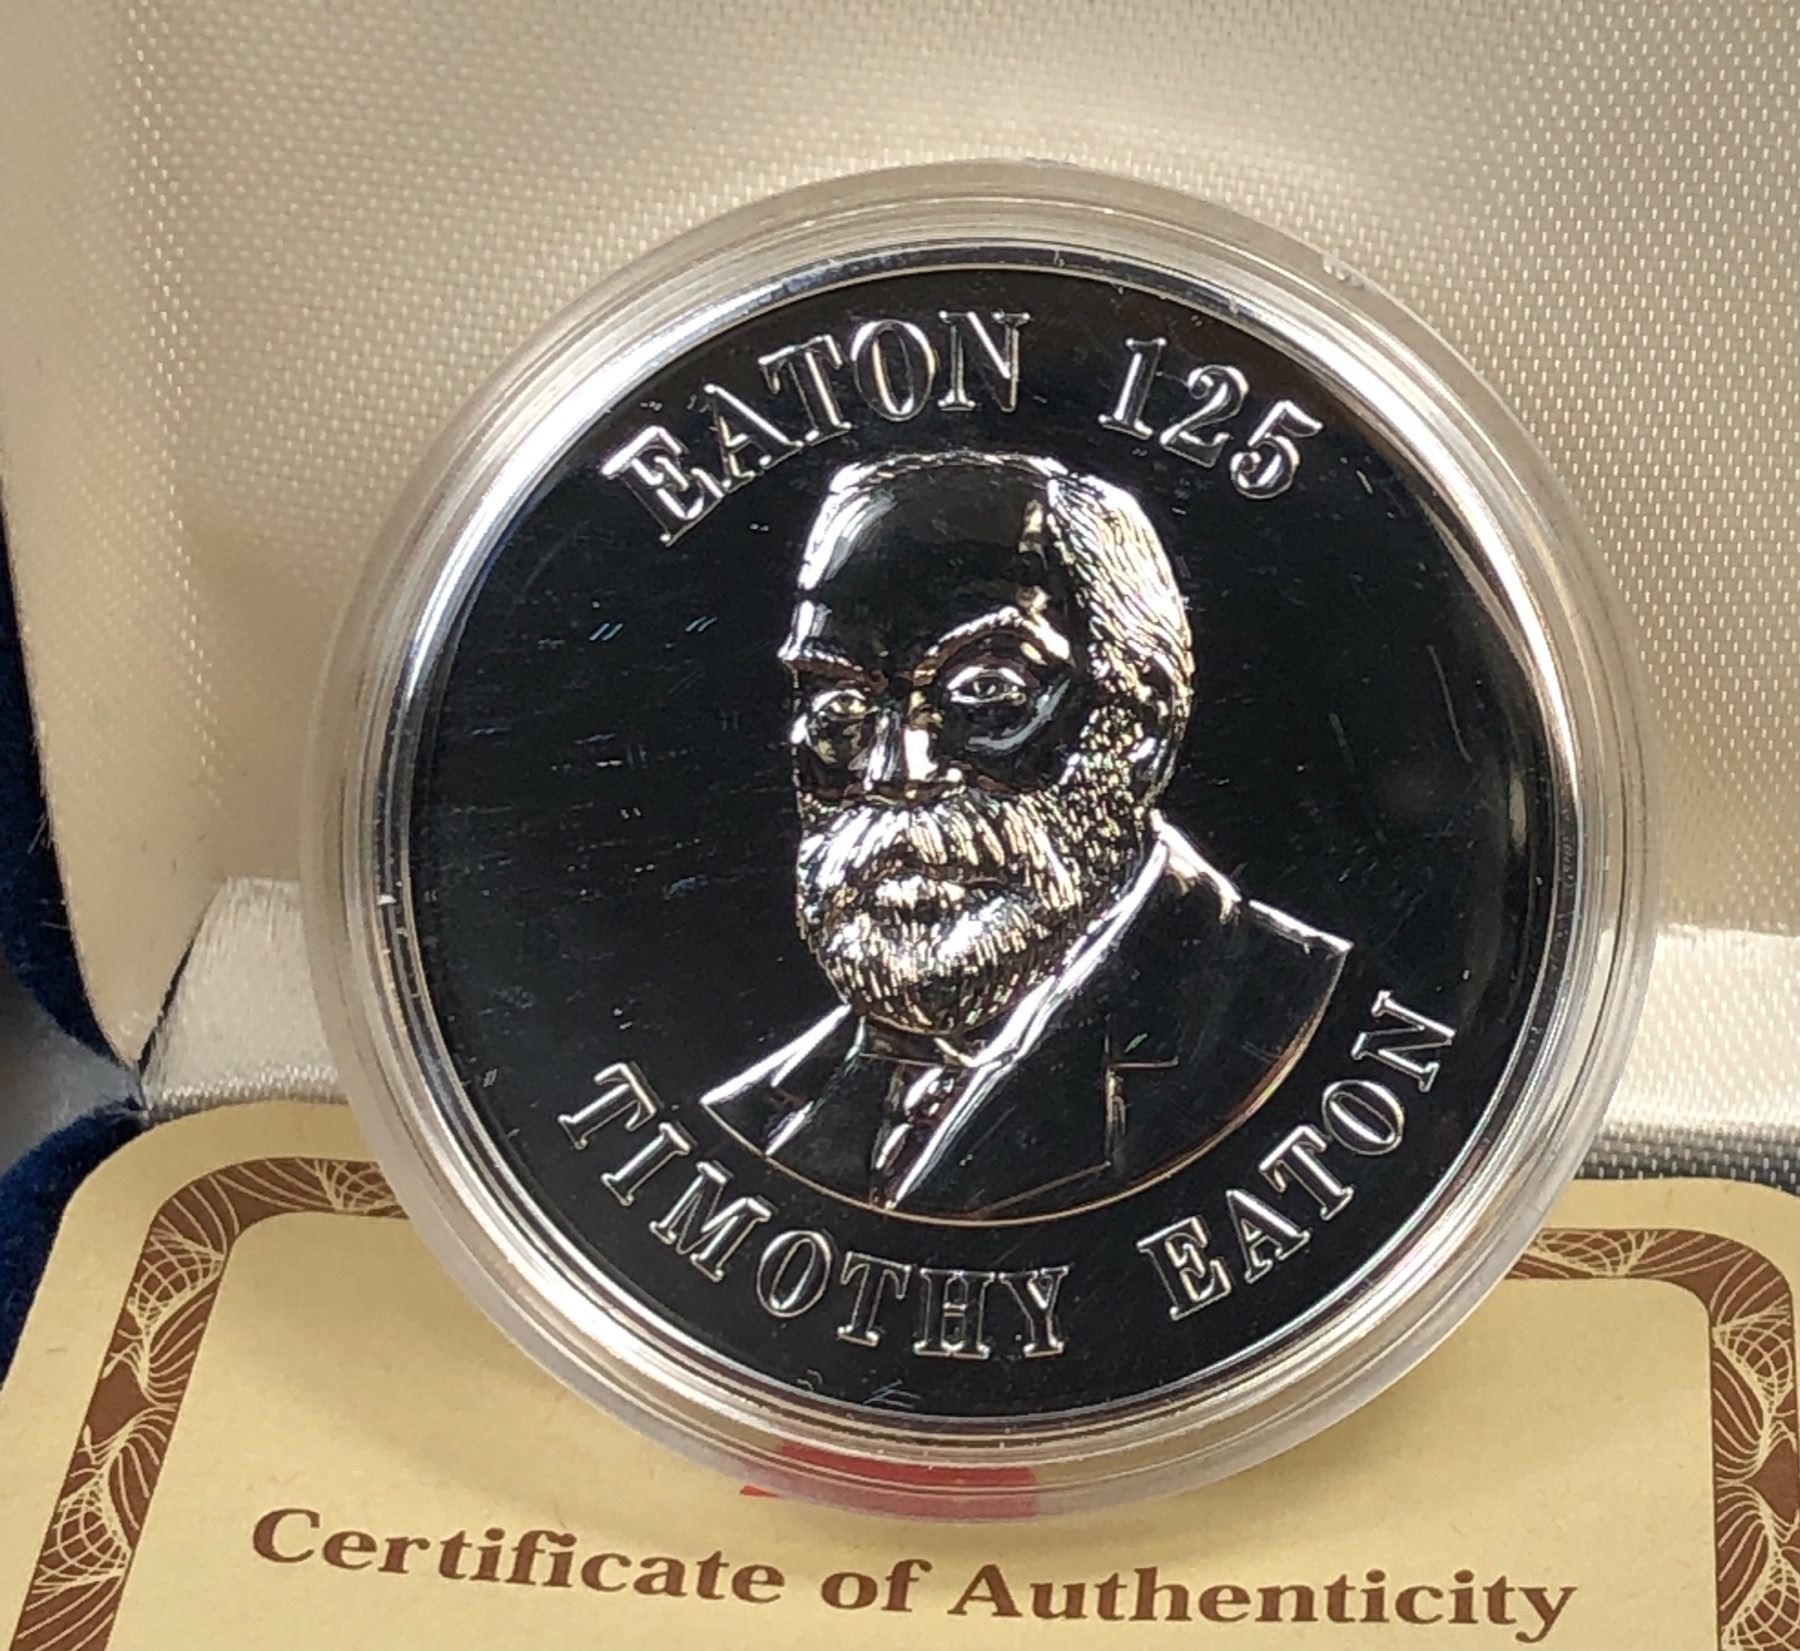 EATON 125
TIMOTHY EATON
Certificate of Authenticity